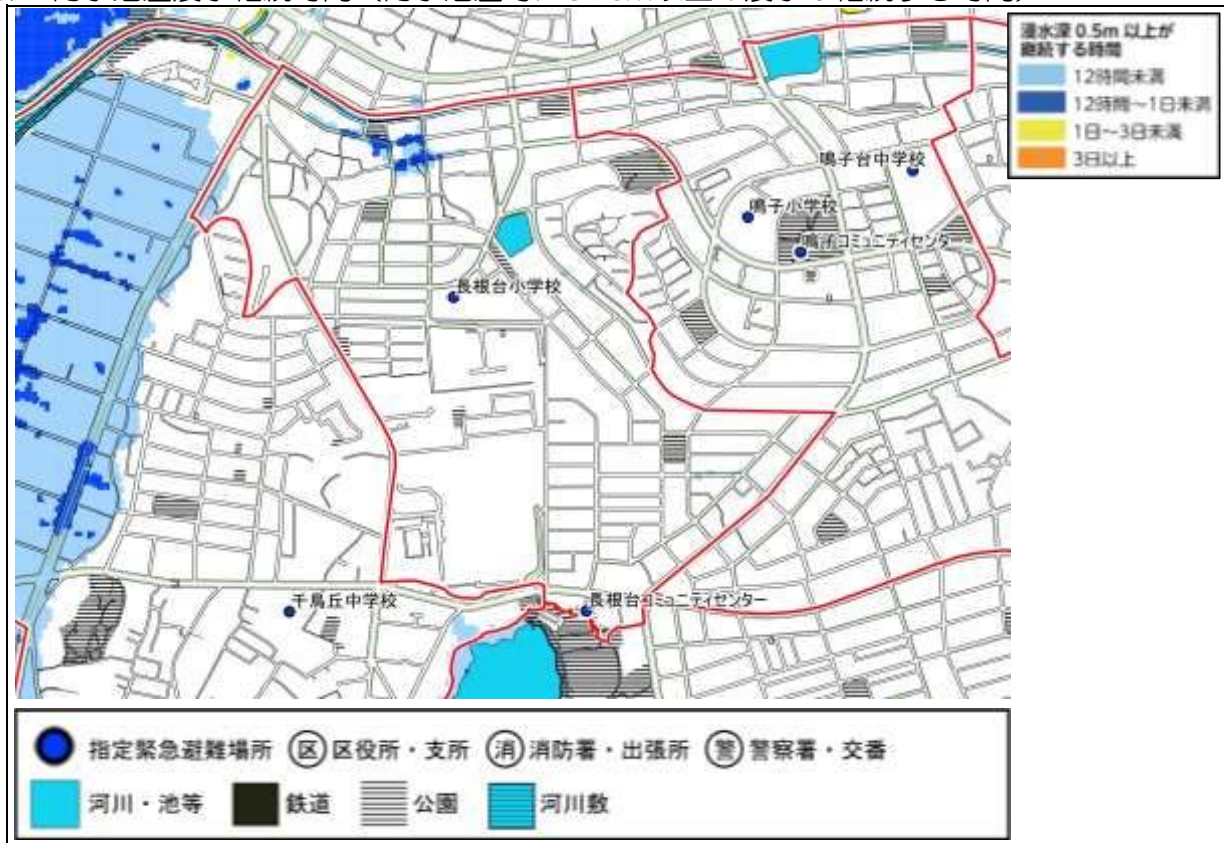 浸水深 0.5m 以上が
継続する時間
12時間未満
12時間～1日未満
1日～3日未満
3日以上
鳴子台中学校
鳴子小学校
鳴子コミュニティセンター
長根台小学校
千鳥丘中学校
長根台コミュニティセンター
指定緊急避難場所 区 区役所・支所 消 消防署・出張所 警 警察署・交番
河川・池等 鉄道 公園 河川敷